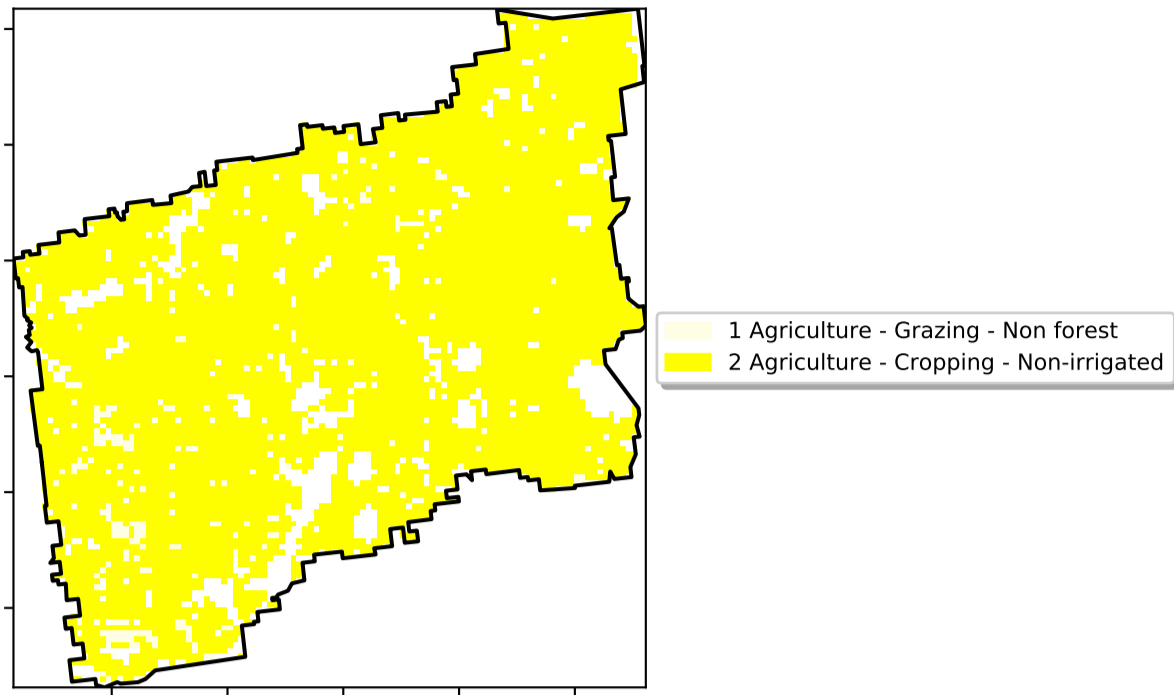 1 Agriculture - Grazing - Non forest
2 Agriculture - Cropping - Non-irrigated